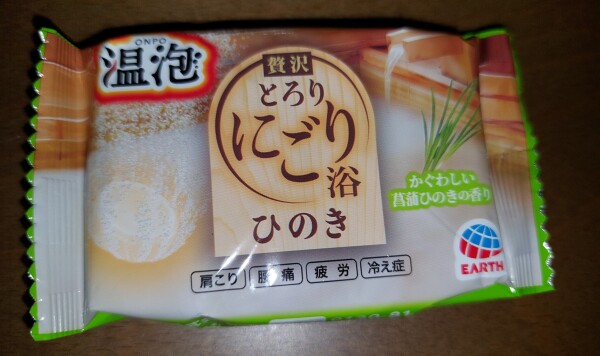 ONPO
温泡
贅沢
とろり
にごり
浴
ひのき
かぐわしい
菖蒲ひのきの香り
肩こり 腰痛 疲労 冷え症
EARTH